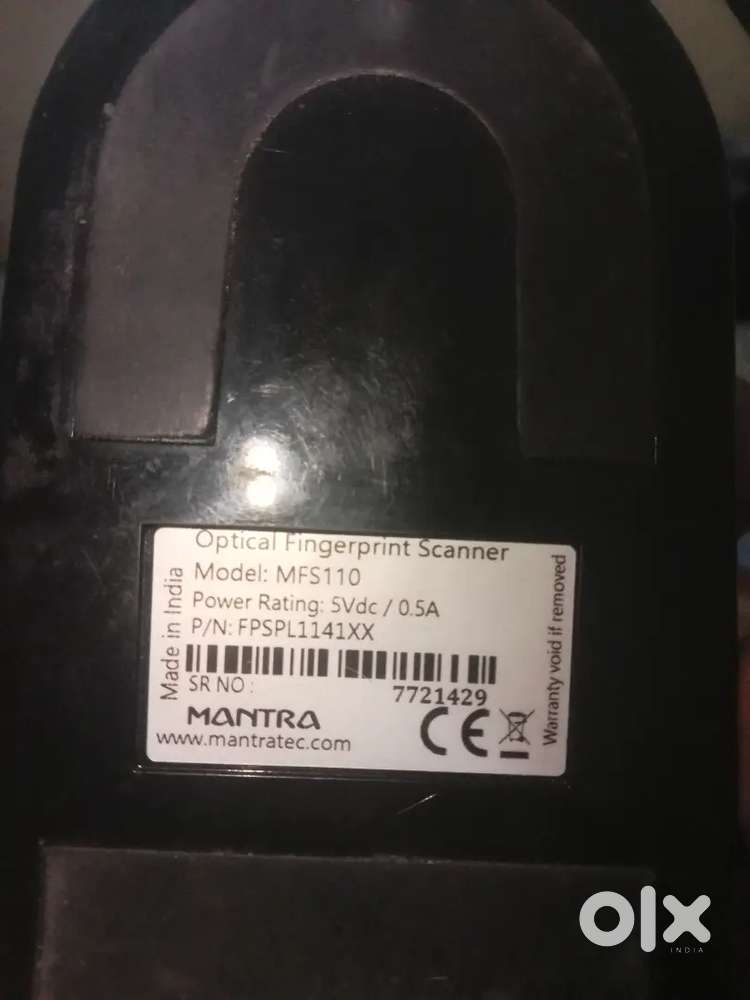 Optical Fingerprint Scanner
Model: MFS110
Power Rating: 5Vdc / 0.5A
P/N: FPSPL1141XX
SR NO :
7721429
MANTRA
www.mantratec.com
CE
Made in India
Warranty void if removed
olx
INDIA